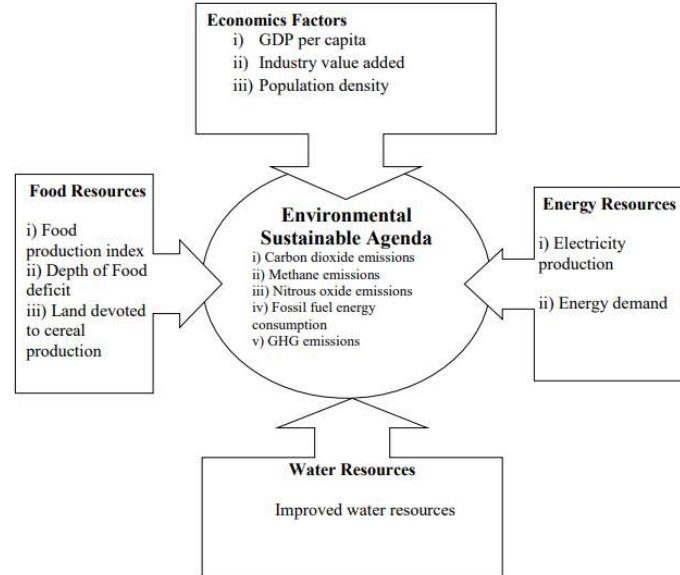 Economics Factors
i) GDP per capita
ii) Industry value added
iii) Population density
Food Resources
i) Food
production index
ii) Depth of Food
deficit
iii) Land devoted
to cereal
production
Environmental
Sustainable Agenda
i) Carbon dioxide emissions
ii) Methane emissions
iii) Nitrous oxide emissions
iv) Fossil fuel energy
consumption
v) GHG emissions
Energy Resources
i) Electricity
production
ii) Energy demand
Water Resources
Improved water resources